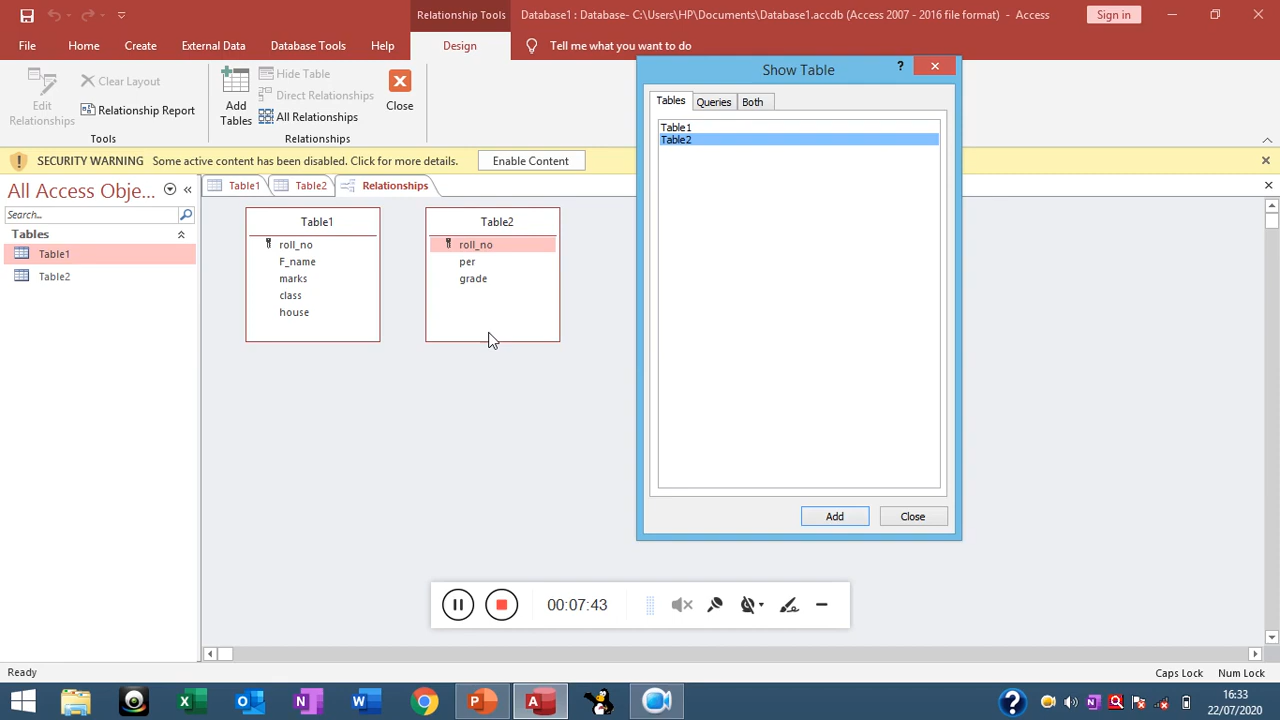 Relationship Tools
Database1 : Database- C:\Users\HP\Documents\Database1.accdb (Access 2007 - 2016 file format) - Access
Sign in
File
Home
Create
External Data
Database Tools
Help
Design
Tell me what you want to do
Edit
Relationships
Clear Layout
Relationship Report
Tools
Add
Tables
Hide Table
Direct Relationships
All Relationships
Relationships
Close
SECURITY WARNING Some active content has been disabled. Click for more details.
Enable Content
All Access Obje...
Search...
Tables
Table1
Table2
Table1
Table2
Relationships
Table1
roll_no
F_name
marks
class
house
Table2
roll_no
per
grade
Show Table
?
Tables
Queries
Both
Table1
Table2
Add
Close
00:07:43
Ready
Caps Lock
Num Lock
16:33
22/07/2020